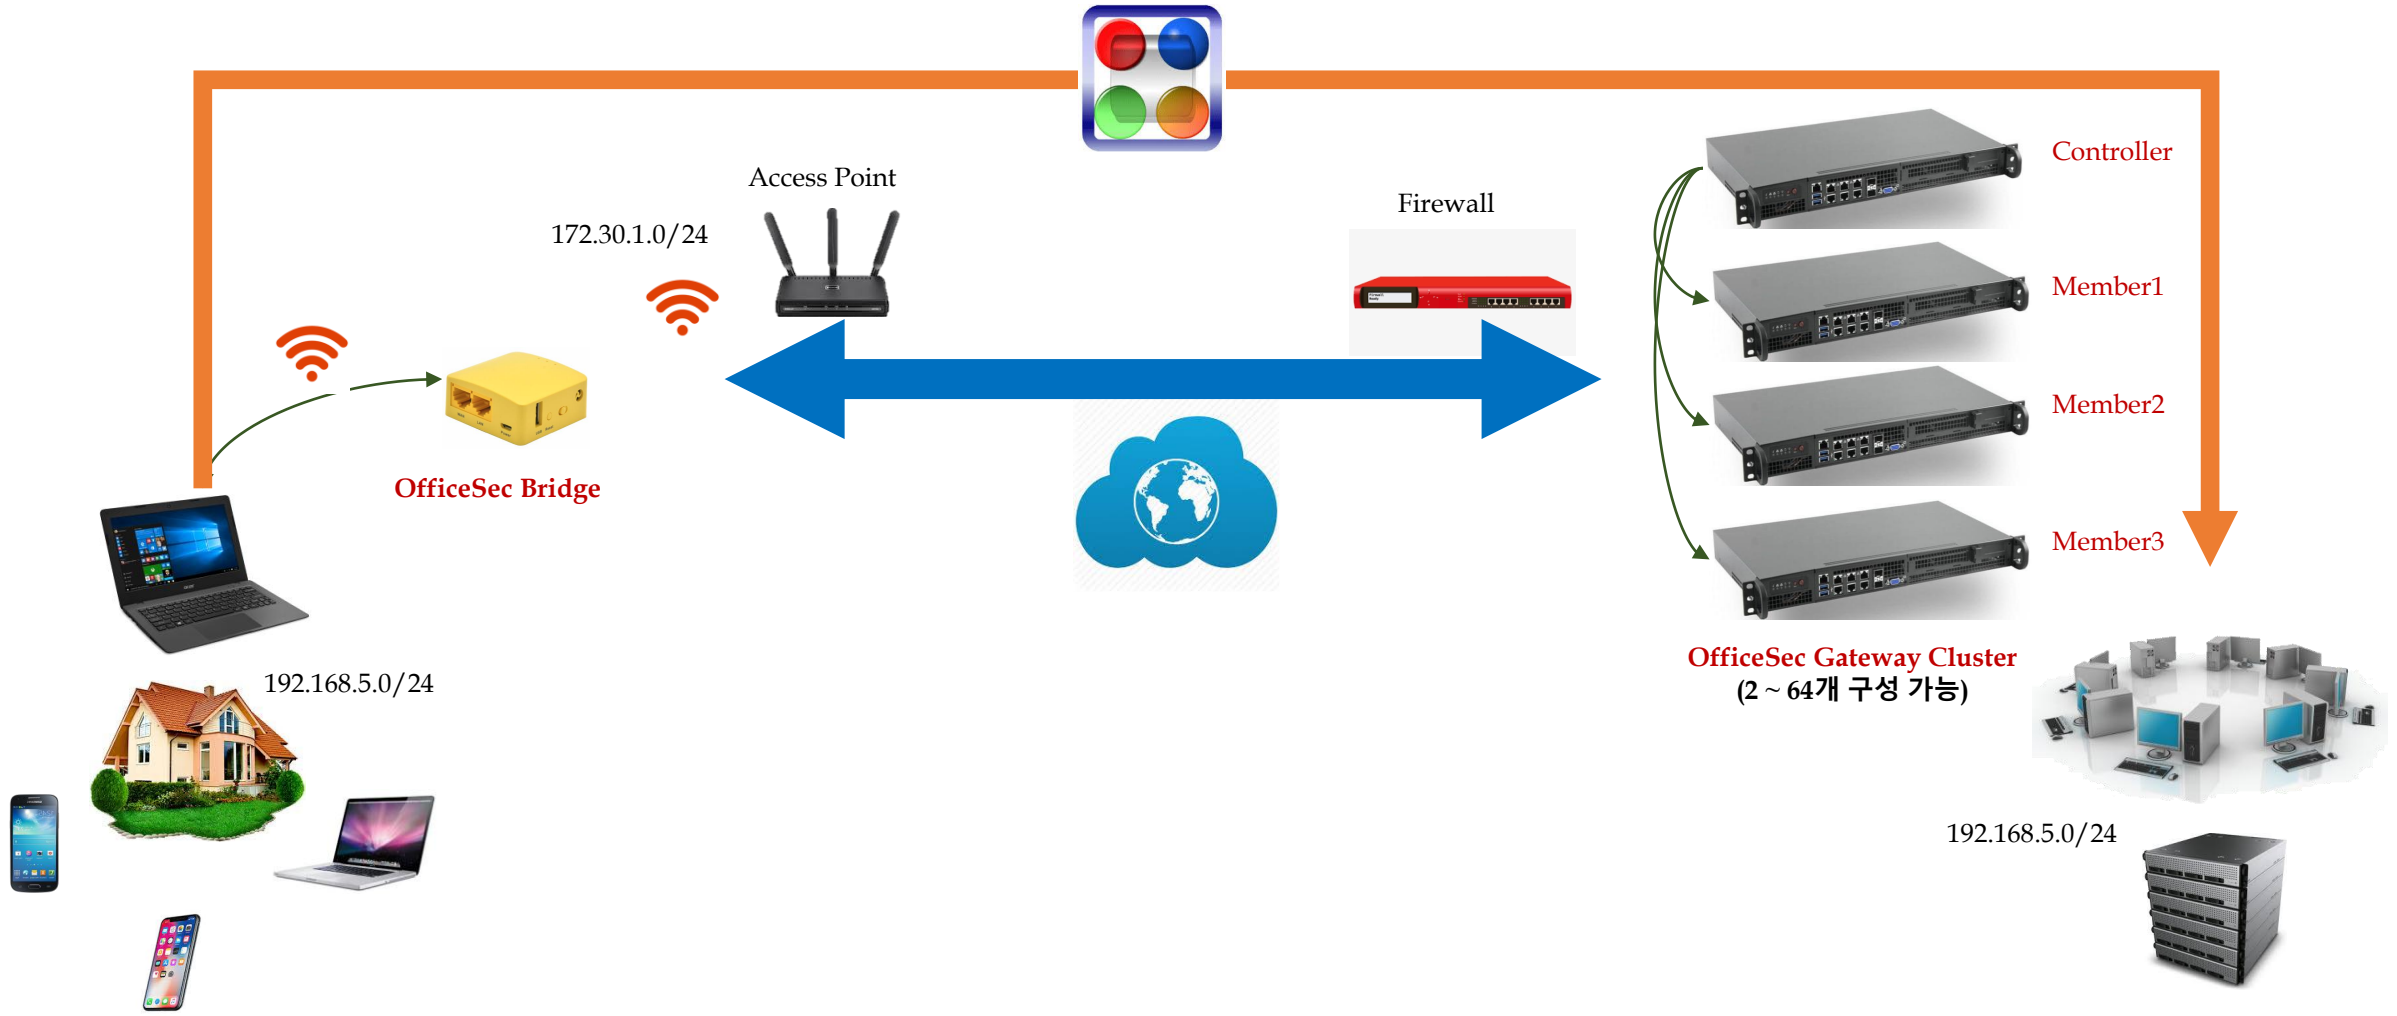 Access Point
172.30.1.0/24
Firewall
Controller
Member1
Member2
Member3
OfficeSec Bridge
OfficeSec Gateway Cluster
(2 ~ 64개 구성 가능)
192.168.5.0/24
192.168.5.0/24